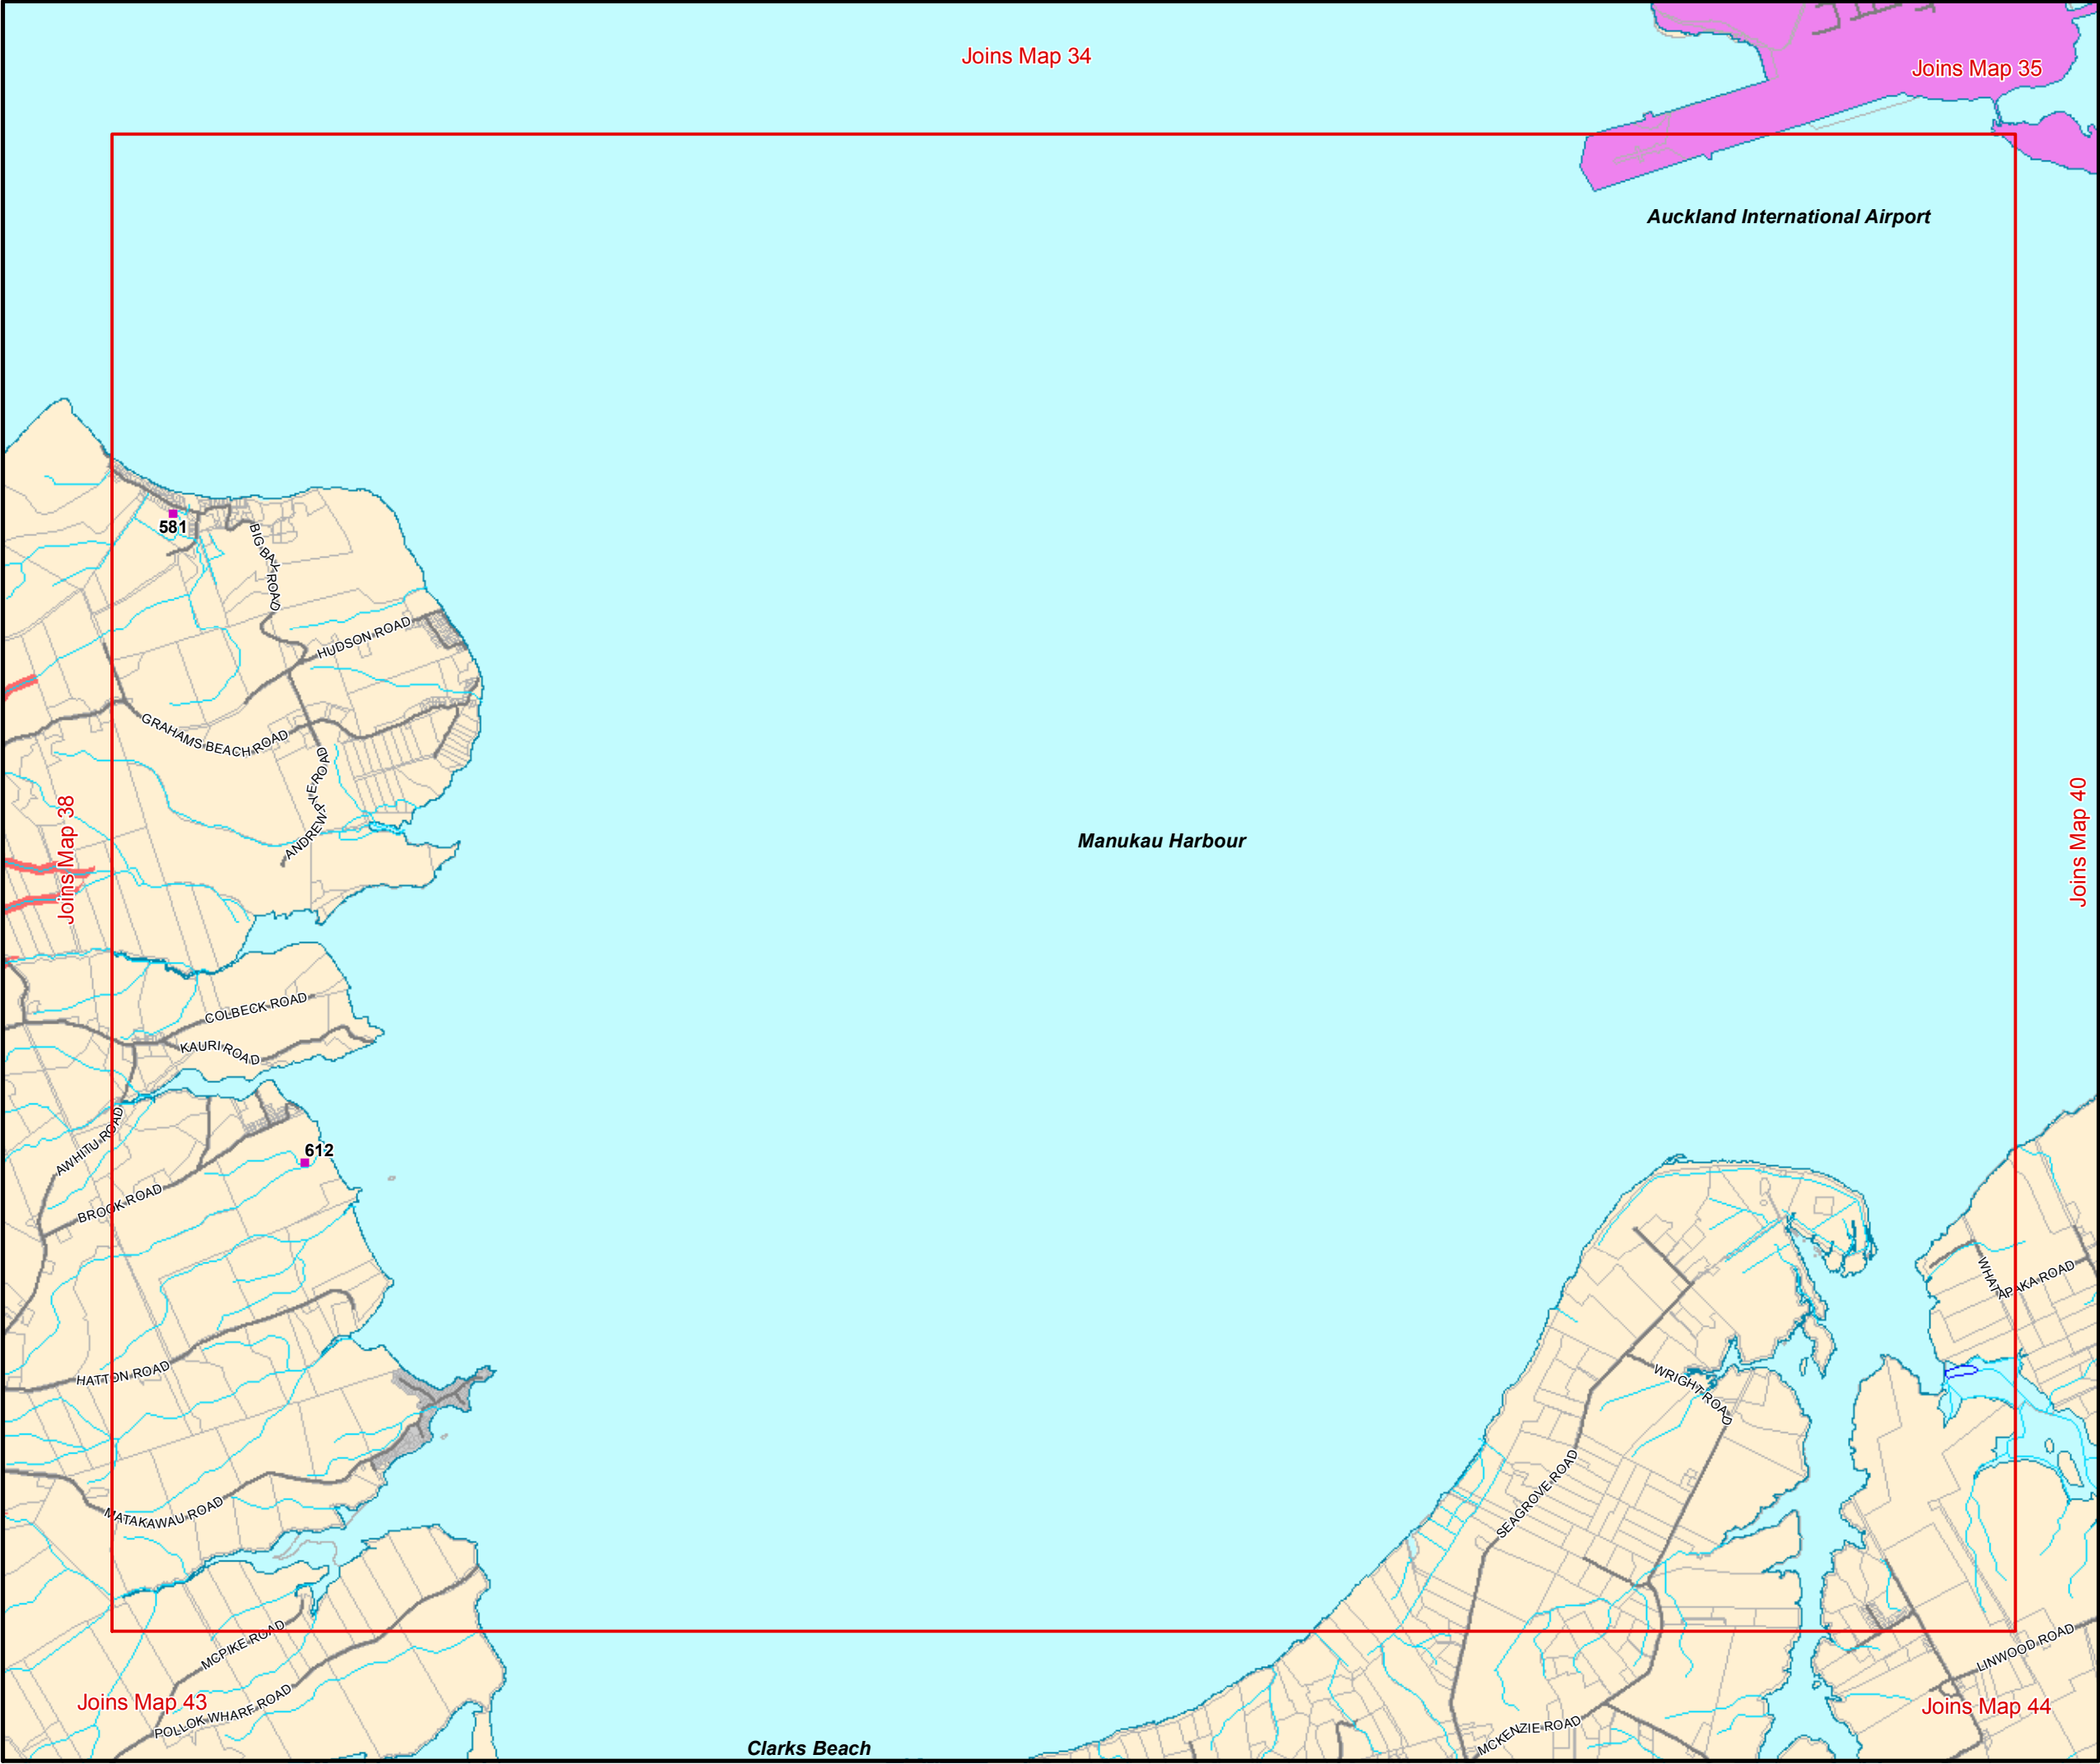 Joins Map 34
Joins Map 35
Auckland International Airport
581
BIG BAY ROAD
HUDSON ROAD
GRAHAMS BEACH ROAD
ANDREW PYE ROAD
Joins Map 38
Manukau Harbour
Joins Map 40
COLBECK ROAD
KAURI ROAD
AWHITU ROAD
612
BROOK ROAD
WHATAPAKA ROAD
HATTON ROAD
WRIGHT ROAD
SEAGROVE ROAD
MATAKAWAU ROAD
MCPIKE ROAD
LINWOOD ROAD
Joins Map 43
POLLOK WHARF ROAD
Joins Map 44
MCKENZIE ROAD
Clarks Beach